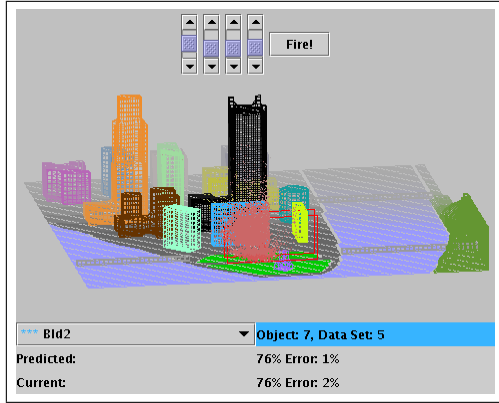 Fire!
*** Bld2 Object: 7, Data Set: 5
Predicted: 76% Error: 1%
Current: 76% Error: 2%